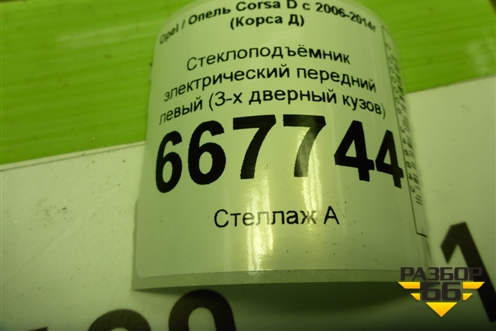 Opel / Опель Corsa D с 2006-2014г
(Корса Д)
Стеклоподъёмник
электрический передний
левый (3-х дверный кузов)
667744
Стеллаж А
РАЗБОР
66